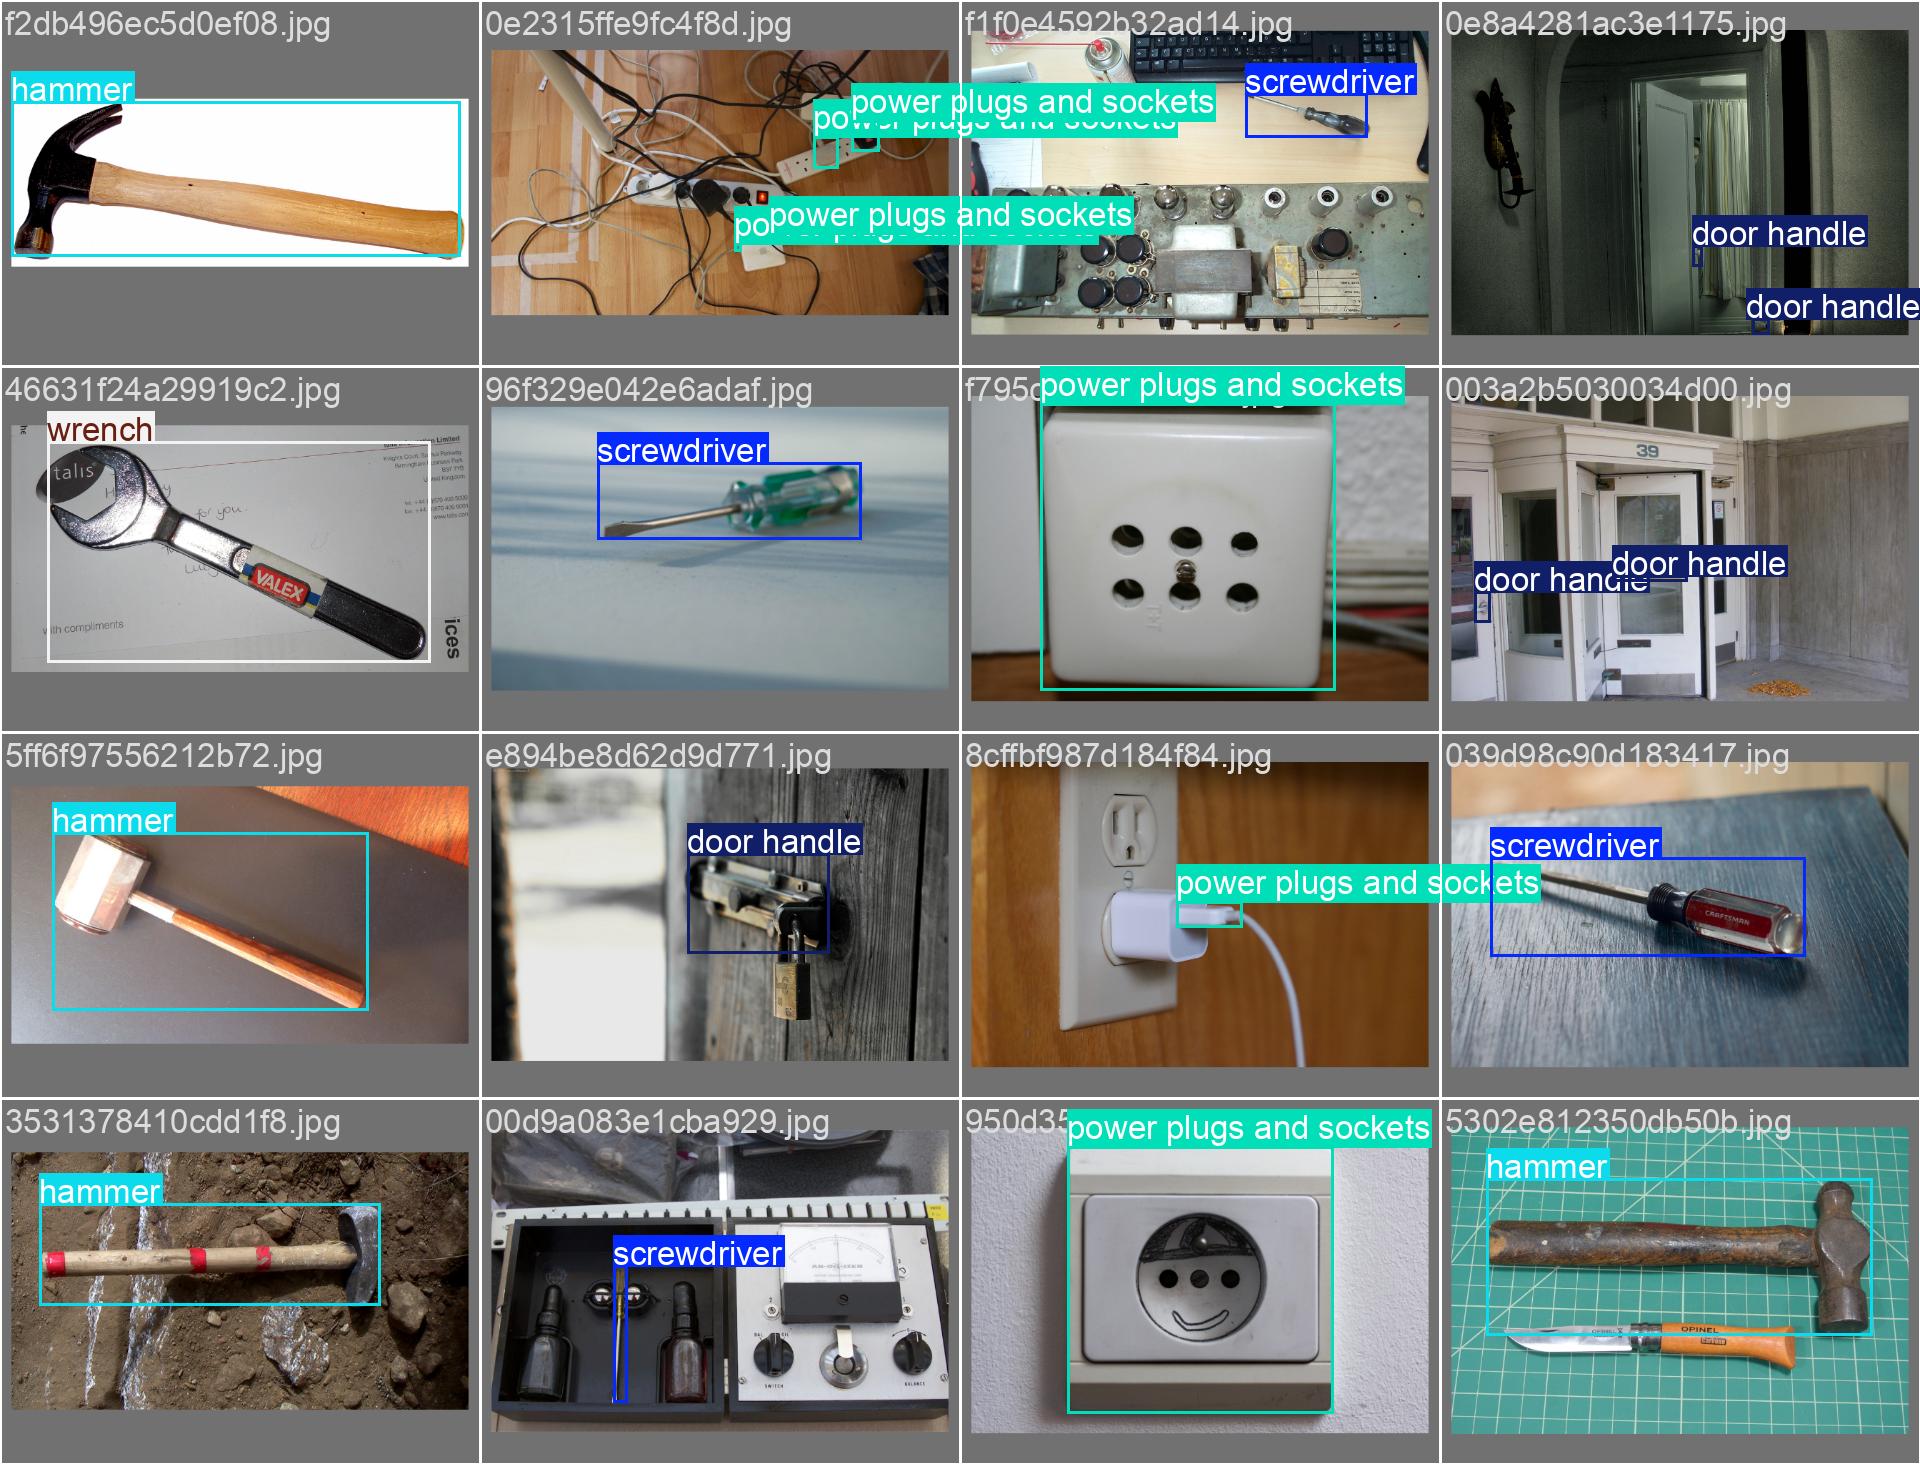 f2db496ec5d0ef08.jpg
hammer
0e2315ffe9fc4f8d.jpg
power plugs and sockets
po
power plugs and sockets
power plugs and sockets
po
f1f0e4592b32ad14.jpg
screwdriver
0e8a4281ac3e1175.jpg
door handle
door handle
46631f24a29919c2.jpg
wrench
talis
Limited
for you.
VALEX
with compliments
ices
96f329e042e6adaf.jpg
screwdriver
f795
power plugs and sockets
003a2b5030034d00.jpg
39
door handle
door handle
5ff6f97556212b72.jpg
hammer
e894be8d62d9d771.jpg
door handle
8cffbf987d184f84.jpg
power plugs and sockets
039d98c90d183417.jpg
screwdriver
CRAFTSMAN
3531378410cdd1f8.jpg
hammer
00d9a083e1cba929.jpg
screwdriver
SWITCH
BALANCE
950d35
power plugs and sockets
5302e812350db50b.jpg
hammer
OPINEL